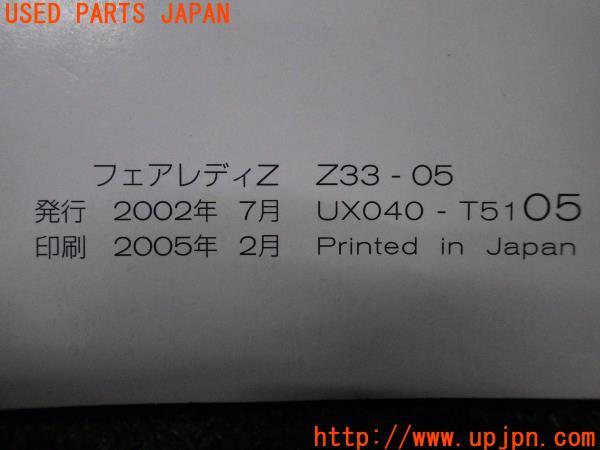 USED PARTS JAPAN
フェアレディZ Z33 - 05
発行 2002年 7月 UX040 - T5105
印刷 2005年 2月 Printed in Japan
http://www.upjpn.com/